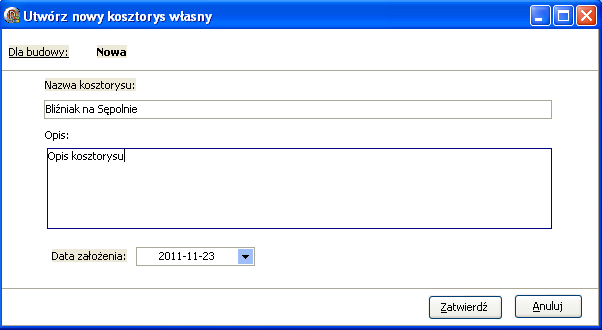 Utwórz nowy kosztorys własny
Dla budowy: Nowa
Nazwa kosztorysu:
Bliźniak na Sępolnie
Opis:
Opis kosztorysu
Data założenia: 2011-11-23
Zatwierdź Anuluj